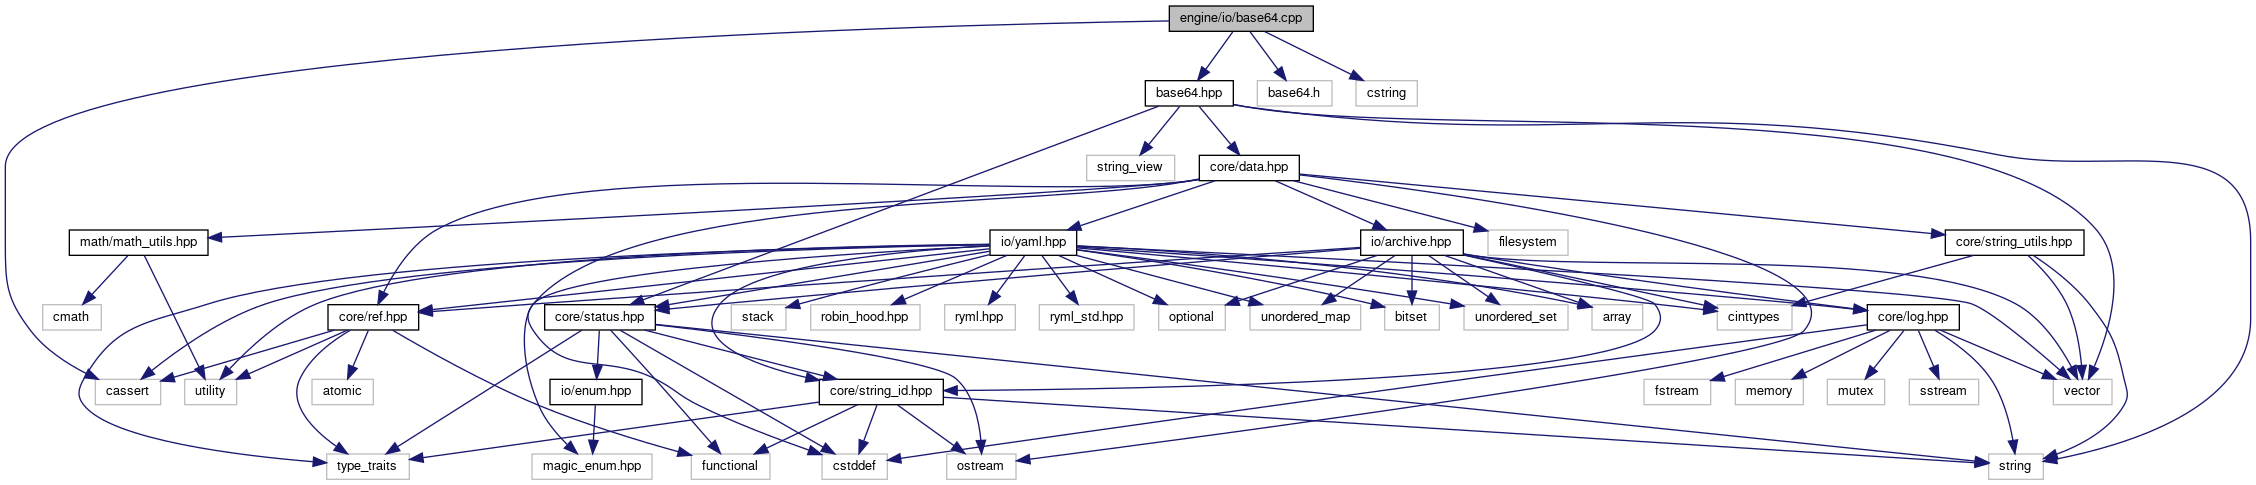 engine/io/base64.cpp
base64.hpp
base64.h
cstring
string_view
core/data.hpp
math/math_utils.hpp
io/yaml.hpp
io/archive.hpp
filesystem
core/string_utils.hpp
cmath
core/ref.hpp
core/status.hpp
stack
robin_hood.hpp
ryml.hpp
ryml_std.hpp
optional
unordered_map
bitset
unordered_set
array
cinttypes
core/log.hpp
cassert
utility
atomic
io/enum.hpp
core/string_id.hpp
fstream
memory
mutex
sstream
vector
type_traits
magic_enum.hpp
functional
cstddef
ostream
string